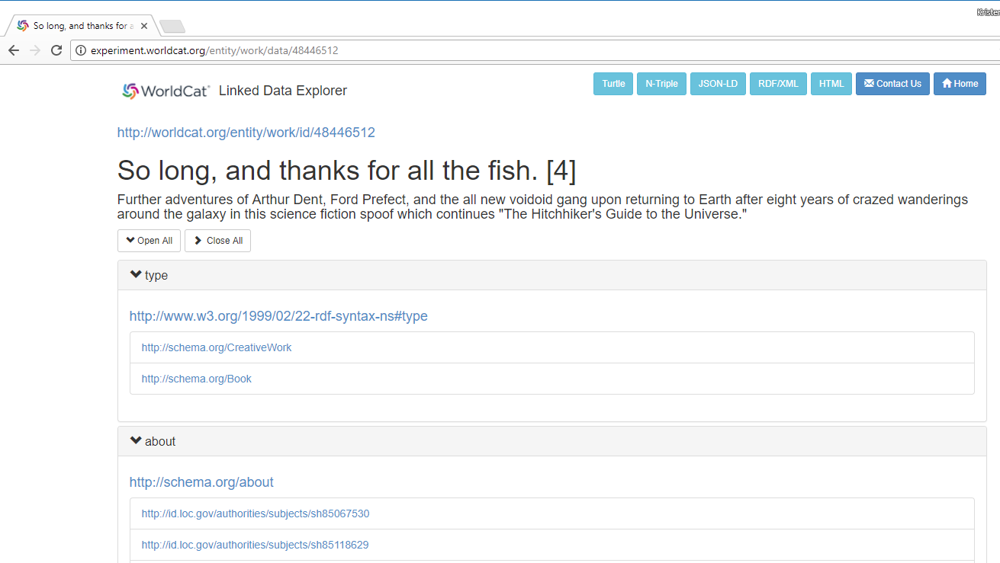 Krister
So long, and thanks for a
experiment.worldcat.org/entity/work/data/48446512
WorldCat® Linked Data Explorer
Turtle N-Triple JSON-LD RDF/XML HTML Contact Us Home
http://worldcat.org/entity/work/id/48446512
So long, and thanks for all the fish. [4]
Further adventures of Arthur Dent, Ford Prefect, and the all new voidoid gang upon returning to Earth after eight years of crazed wanderings
around the galaxy in this science fiction spoof which continues "The Hitchhiker's Guide to the Universe."
Open All Close All
type
http://www.w3.org/1999/02/22-rdf-syntax-ns#type
http://schema.org/CreativeWork
http://schema.org/Book
about
http://schema.org/about
http://id.loc.gov/authorities/subjects/sh85067530
http://id.loc.gov/authorities/subjects/sh85118629